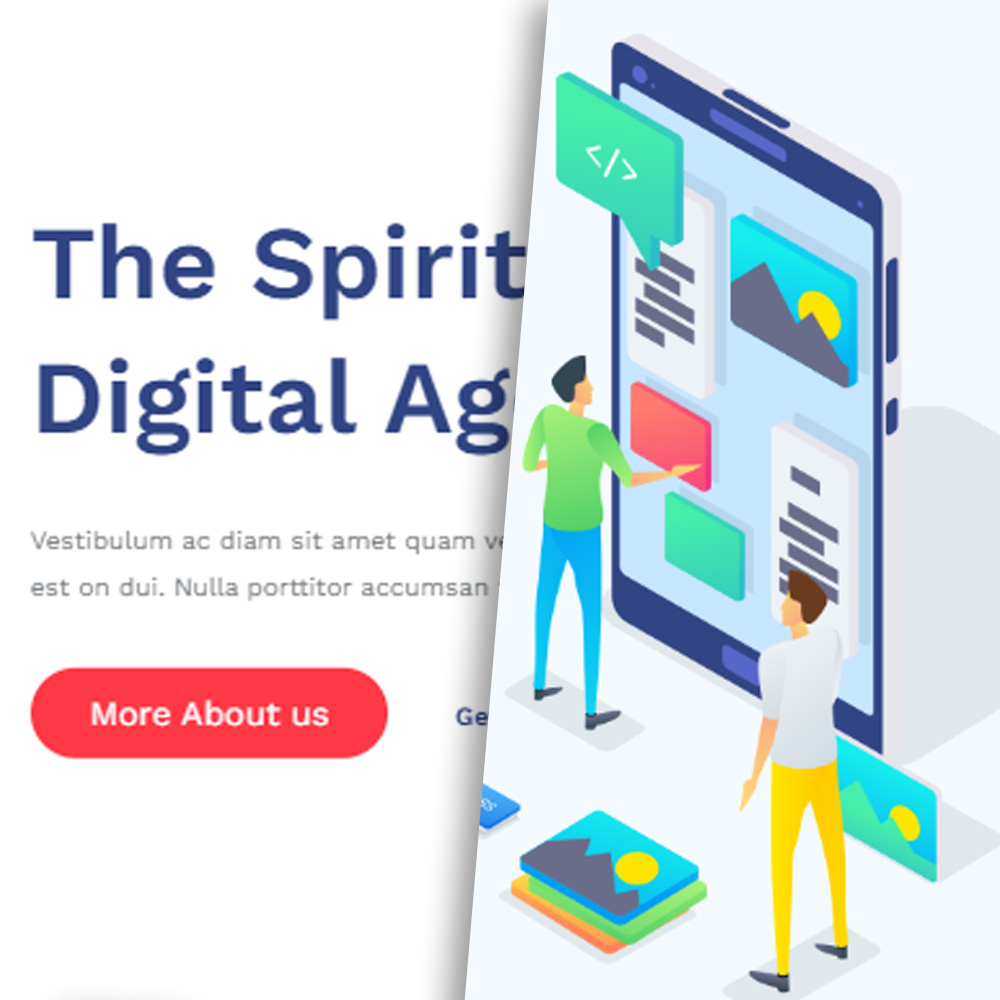 The Spirit
Digital Ag
Vestibulum ac diam sit amet quam ve
est on dui. Nulla porttitor accumsan
More About us
Ge
</>